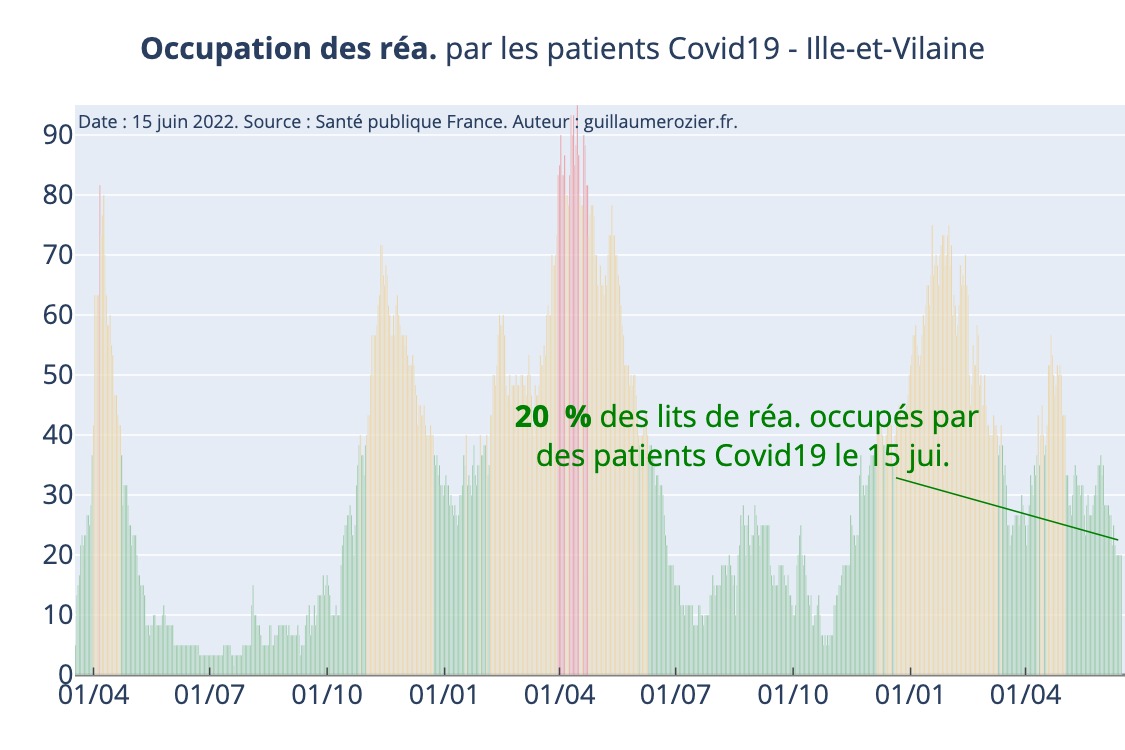 Occupation des réa. par les patients Covid19 - Ille-et-Vilaine
Date : 15 juin 2022. Source : Santé publique France. Auteur : guillaumerozier.fr.
90
80
70
60
50
40
30
20
10
0
20 % des lits de réa. occupés par
des patients Covid19 le 15 jui.
01/04 01/07 01/10 01/01 01/04 01/07 01/10 01/01 01/04